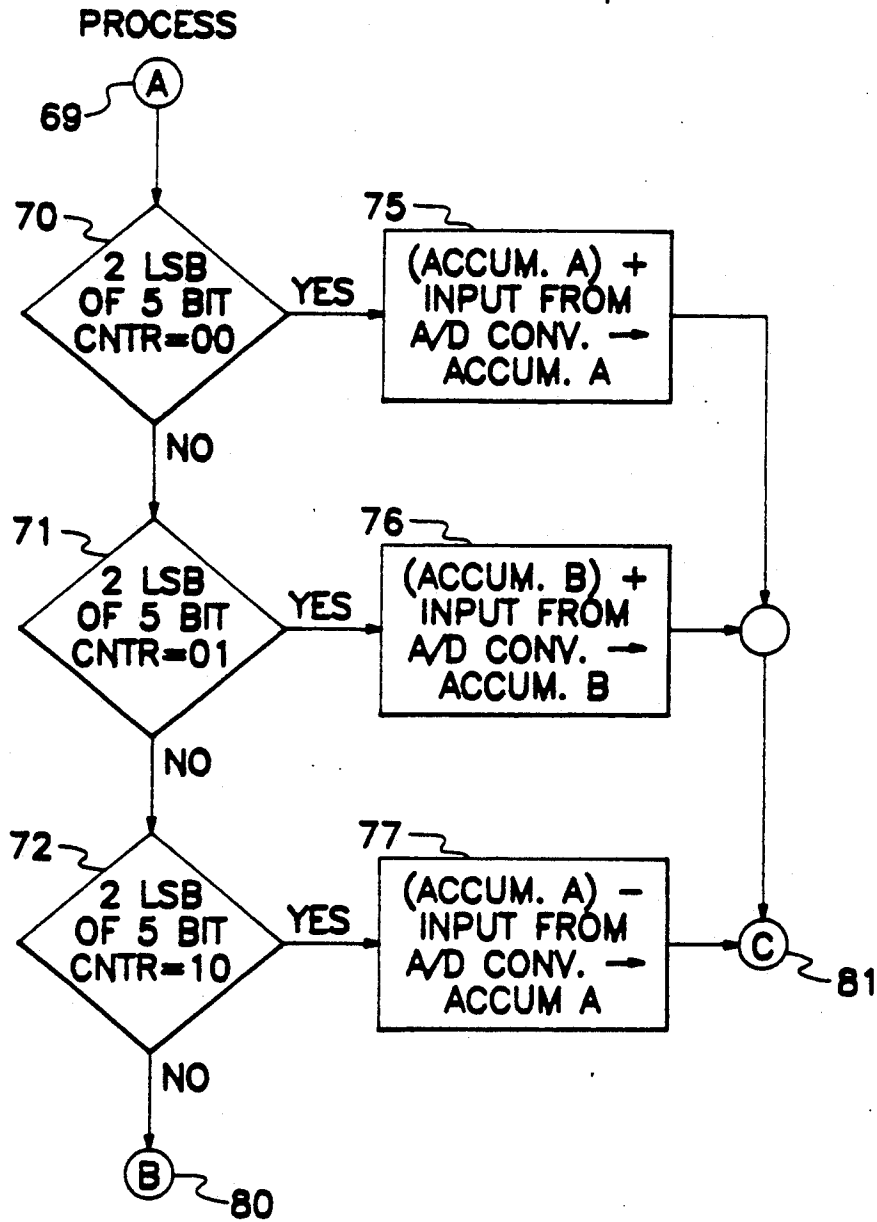 PROCESS
A
69
70
2 LSB
OF 5 BIT
CNTR=00
YES
75
(ACCUM. A) +
INPUT FROM
A/D CONV. →
ACCUM. A
NO
71
2 LSB
OF 5 BIT
CNTR=01
YES
76
(ACCUM. B) +
INPUT FROM
A/D CONV. →
ACCUM. B
NO
72
2 LSB
OF 5 BIT
CNTR=10
YES
77
(ACCUM. A) −
INPUT FROM
A/D CONV. →
ACCUM A
C
81
NO
B
80